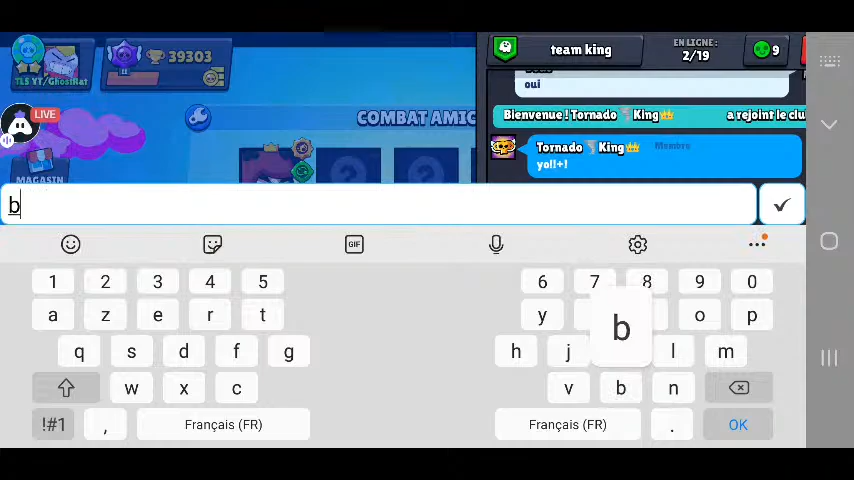 TLS YT/GhostRat
39303
team king
EN LIGNE :
2/19
9
LIVE
oui
Bienvenue ! Tornado King a rejoint le clu
COMBAT AMIC
Tornado King Membre
yo!!+!
MAGASIN
b
GIF
1 2 3 4 5 6 7 8 9 0
a z e r t y o p
b
q s d f g h j l m
w x c v b n
!#1 , Français (FR) Français (FR) . OK